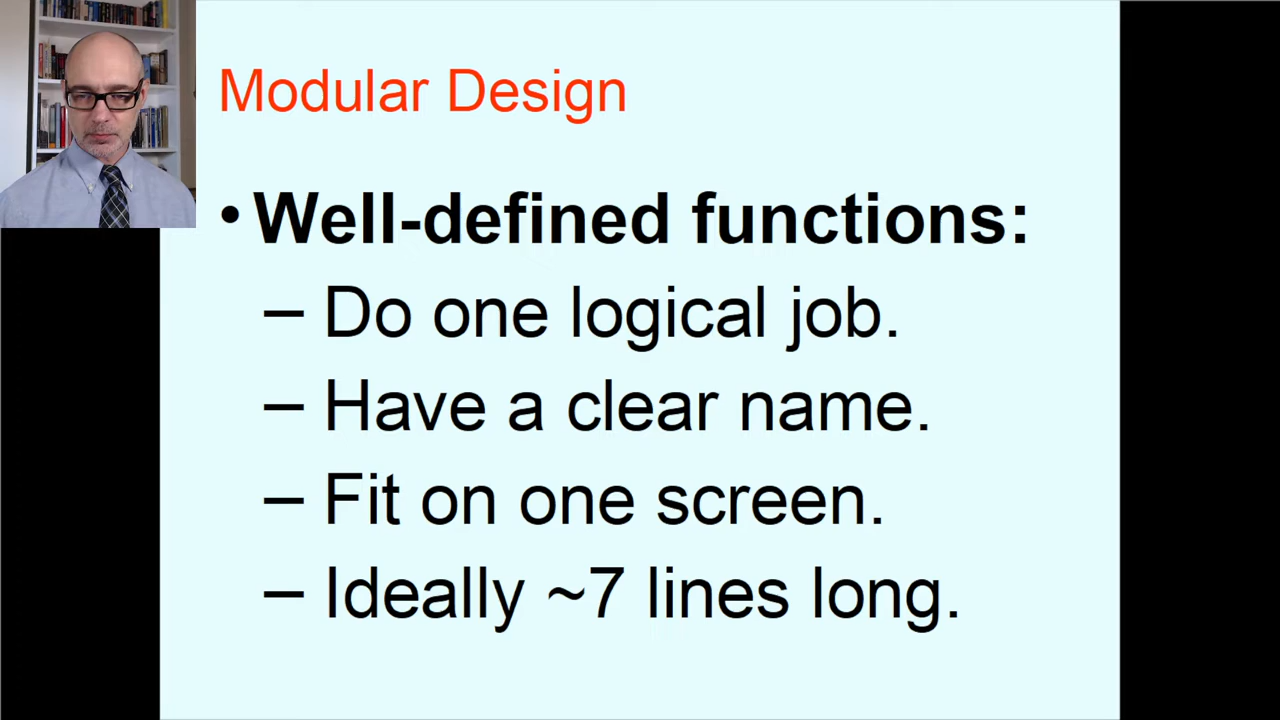 Modular Design
• Well-defined functions:
– Do one logical job.
– Have a clear name.
– Fit on one screen.
– Ideally ~7 lines long.